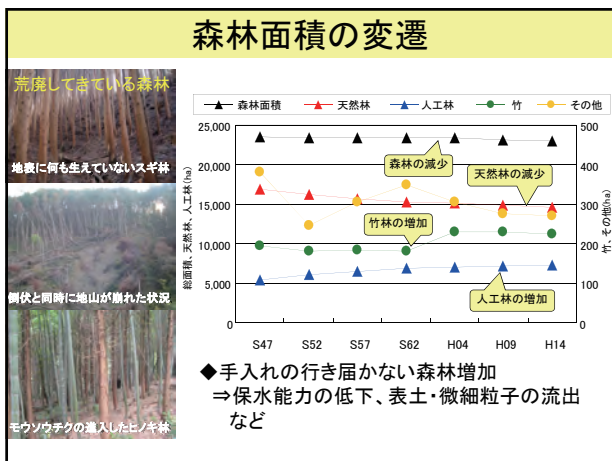 森林面積の変遷
荒廃してきている森林
地表に何も生えていないスギ林
倒伏と同時に地山が崩れた状況
モウソウチクの進入したヒノキ林
森林面積 天然林 人工林 竹 その他
総面積、天然林、人工林(ha)
25,000
20,000
15,000
10,000
5,000
0
森林の減少
天然林の減少
竹林の増加
人工林の増加
500
400
300
200
100
0
竹、その他(ha)
S47 S52 S57 S62 H04 H09 H14
◆手入れの行き届かない森林増加
⇒保水能力の低下、表土・微細粒子の流出
など